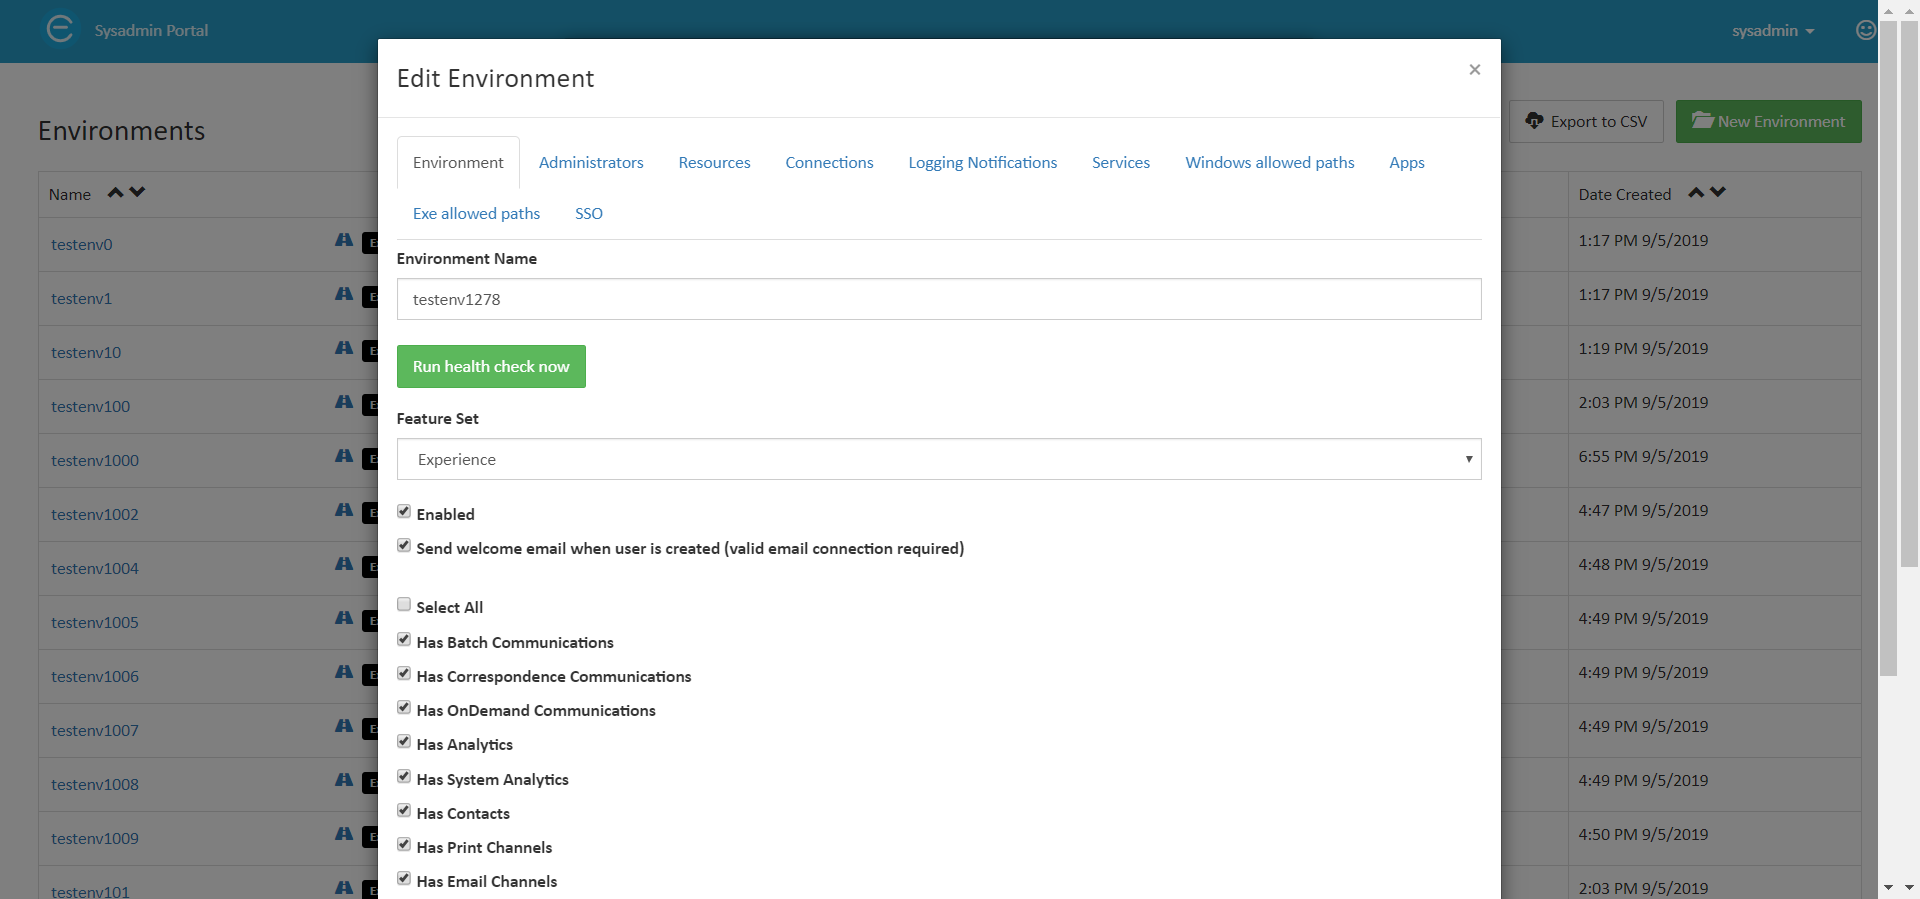 Sysadmin Portal
sysadmin
Edit Environment
×
Environments
Export to CSV
New Environment
Environment
Administrators
Resources
Connections
Logging Notifications
Services
Windows allowed paths
Apps
Exe allowed paths
SSO
Name
Date Created
Environment Name
testenv1278
Run health check now
Feature Set
Experience
Enabled
Send welcome email when user is created (valid email connection required)
Select All
Has Batch Communications
Has Correspondence Communications
Has OnDemand Communications
Has Analytics
Has System Analytics
Has Contacts
Has Print Channels
Has Email Channels
testenv0
1:17 PM 9/5/2019
testenv1
1:17 PM 9/5/2019
testenv10
1:19 PM 9/5/2019
testenv100
2:03 PM 9/5/2019
testenv1000
6:55 PM 9/5/2019
testenv1002
4:47 PM 9/5/2019
testenv1004
4:48 PM 9/5/2019
testenv1005
4:49 PM 9/5/2019
testenv1006
4:49 PM 9/5/2019
testenv1007
4:49 PM 9/5/2019
testenv1008
4:49 PM 9/5/2019
testenv1009
4:50 PM 9/5/2019
testenv101
2:03 PM 9/5/2019